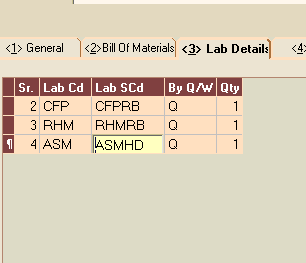 <1> General <2>Bill Of Materials <3> Lab Details <4>
Sr. Lab Cd Lab SCd By Q/W Qty
2 CFP CFPRB Q 1
3 RHM RHMRB Q 1
¶ 4 ASM ASMHD Q 1